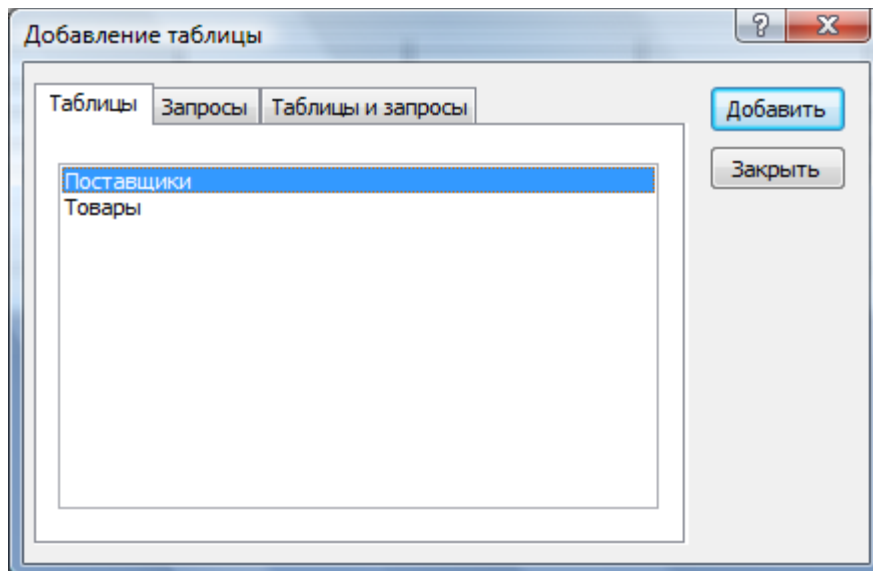 Добавление таблицы
Таблицы Запросы Таблицы и запросы
Добавить
Закрыть
Поставщики
Товары